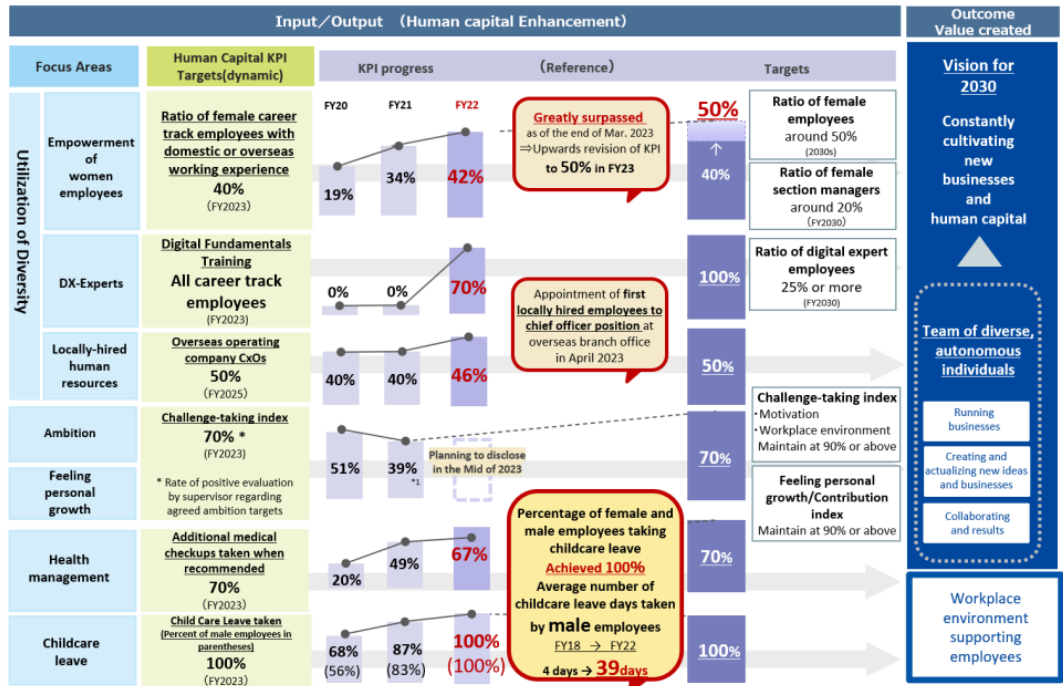 Input／Output （Human capital Enhancement）
Outcome
Value created
Focus Areas
Human Capital KPI
Targets(dynamic)
KPI progress
(Reference)
Targets
Utilization of Diversity
Empowerment
of
women
employees
Ratio of female career
track employees with
domestic or overseas
working experience
40%
(FY2023)
FY20
FY21
FY22
19%
34%
42%
Greatly surpassed
as of the end of Mar. 2023
⇒Upwards revision of KPI
to 50% in FY23
50%
↑
40%
Ratio of female
employees
around 50%
(2030s)
Ratio of female
section managers
around 20%
(FY2030)
DX-Experts
Digital Fundamentals
Training
All career track
employees
(FY2023)
0%
0%
70%
100%
Ratio of digital expert
employees
25% or more
(FY2030)
Appointment of first
locally hired employees to
chief officer position at
overseas branch office
in April 2023
Locally-hired
human
resources
Overseas operating
company CxOs
50%
(FY2025)
40%
40%
46%
50%
Ambition
Feeling
personal
growth
Challenge-taking index
70% *
(FY2023)
* Rate of positive evaluation
by supervisor regarding
agreed ambition targets
51%
39%
*1
Planning to disclose
in the Mid of 2023
70%
Challenge-taking index
・Motivation
・Workplace environment
Maintain at 90% or above
Feeling personal
growth/Contribution
index
Maintain at 90% or above
Health
management
Additional medical
checkups taken when
recommended
70%
(FY2023)
20%
49%
67%
70%
Percentage of female and
male employees taking
childcare leave
Achieved 100%
Average number of
childcare leave days taken
by male employees
FY18 → FY22
4 days → 39days
Childcare
leave
Child Care Leave taken
(Percent of male employees in
parentheses)
100%
(FY2023)
68%
(56%)
87%
(83%)
100%
(100%)
100%
Vision for
2030
Constantly
cultivating
new
businesses
and
human capital
Team of diverse,
autonomous
individuals
Running
businesses
Creating and
actualizing new ideas
and businesses
Collaborating
and results
Workplace
environment
supporting
employees